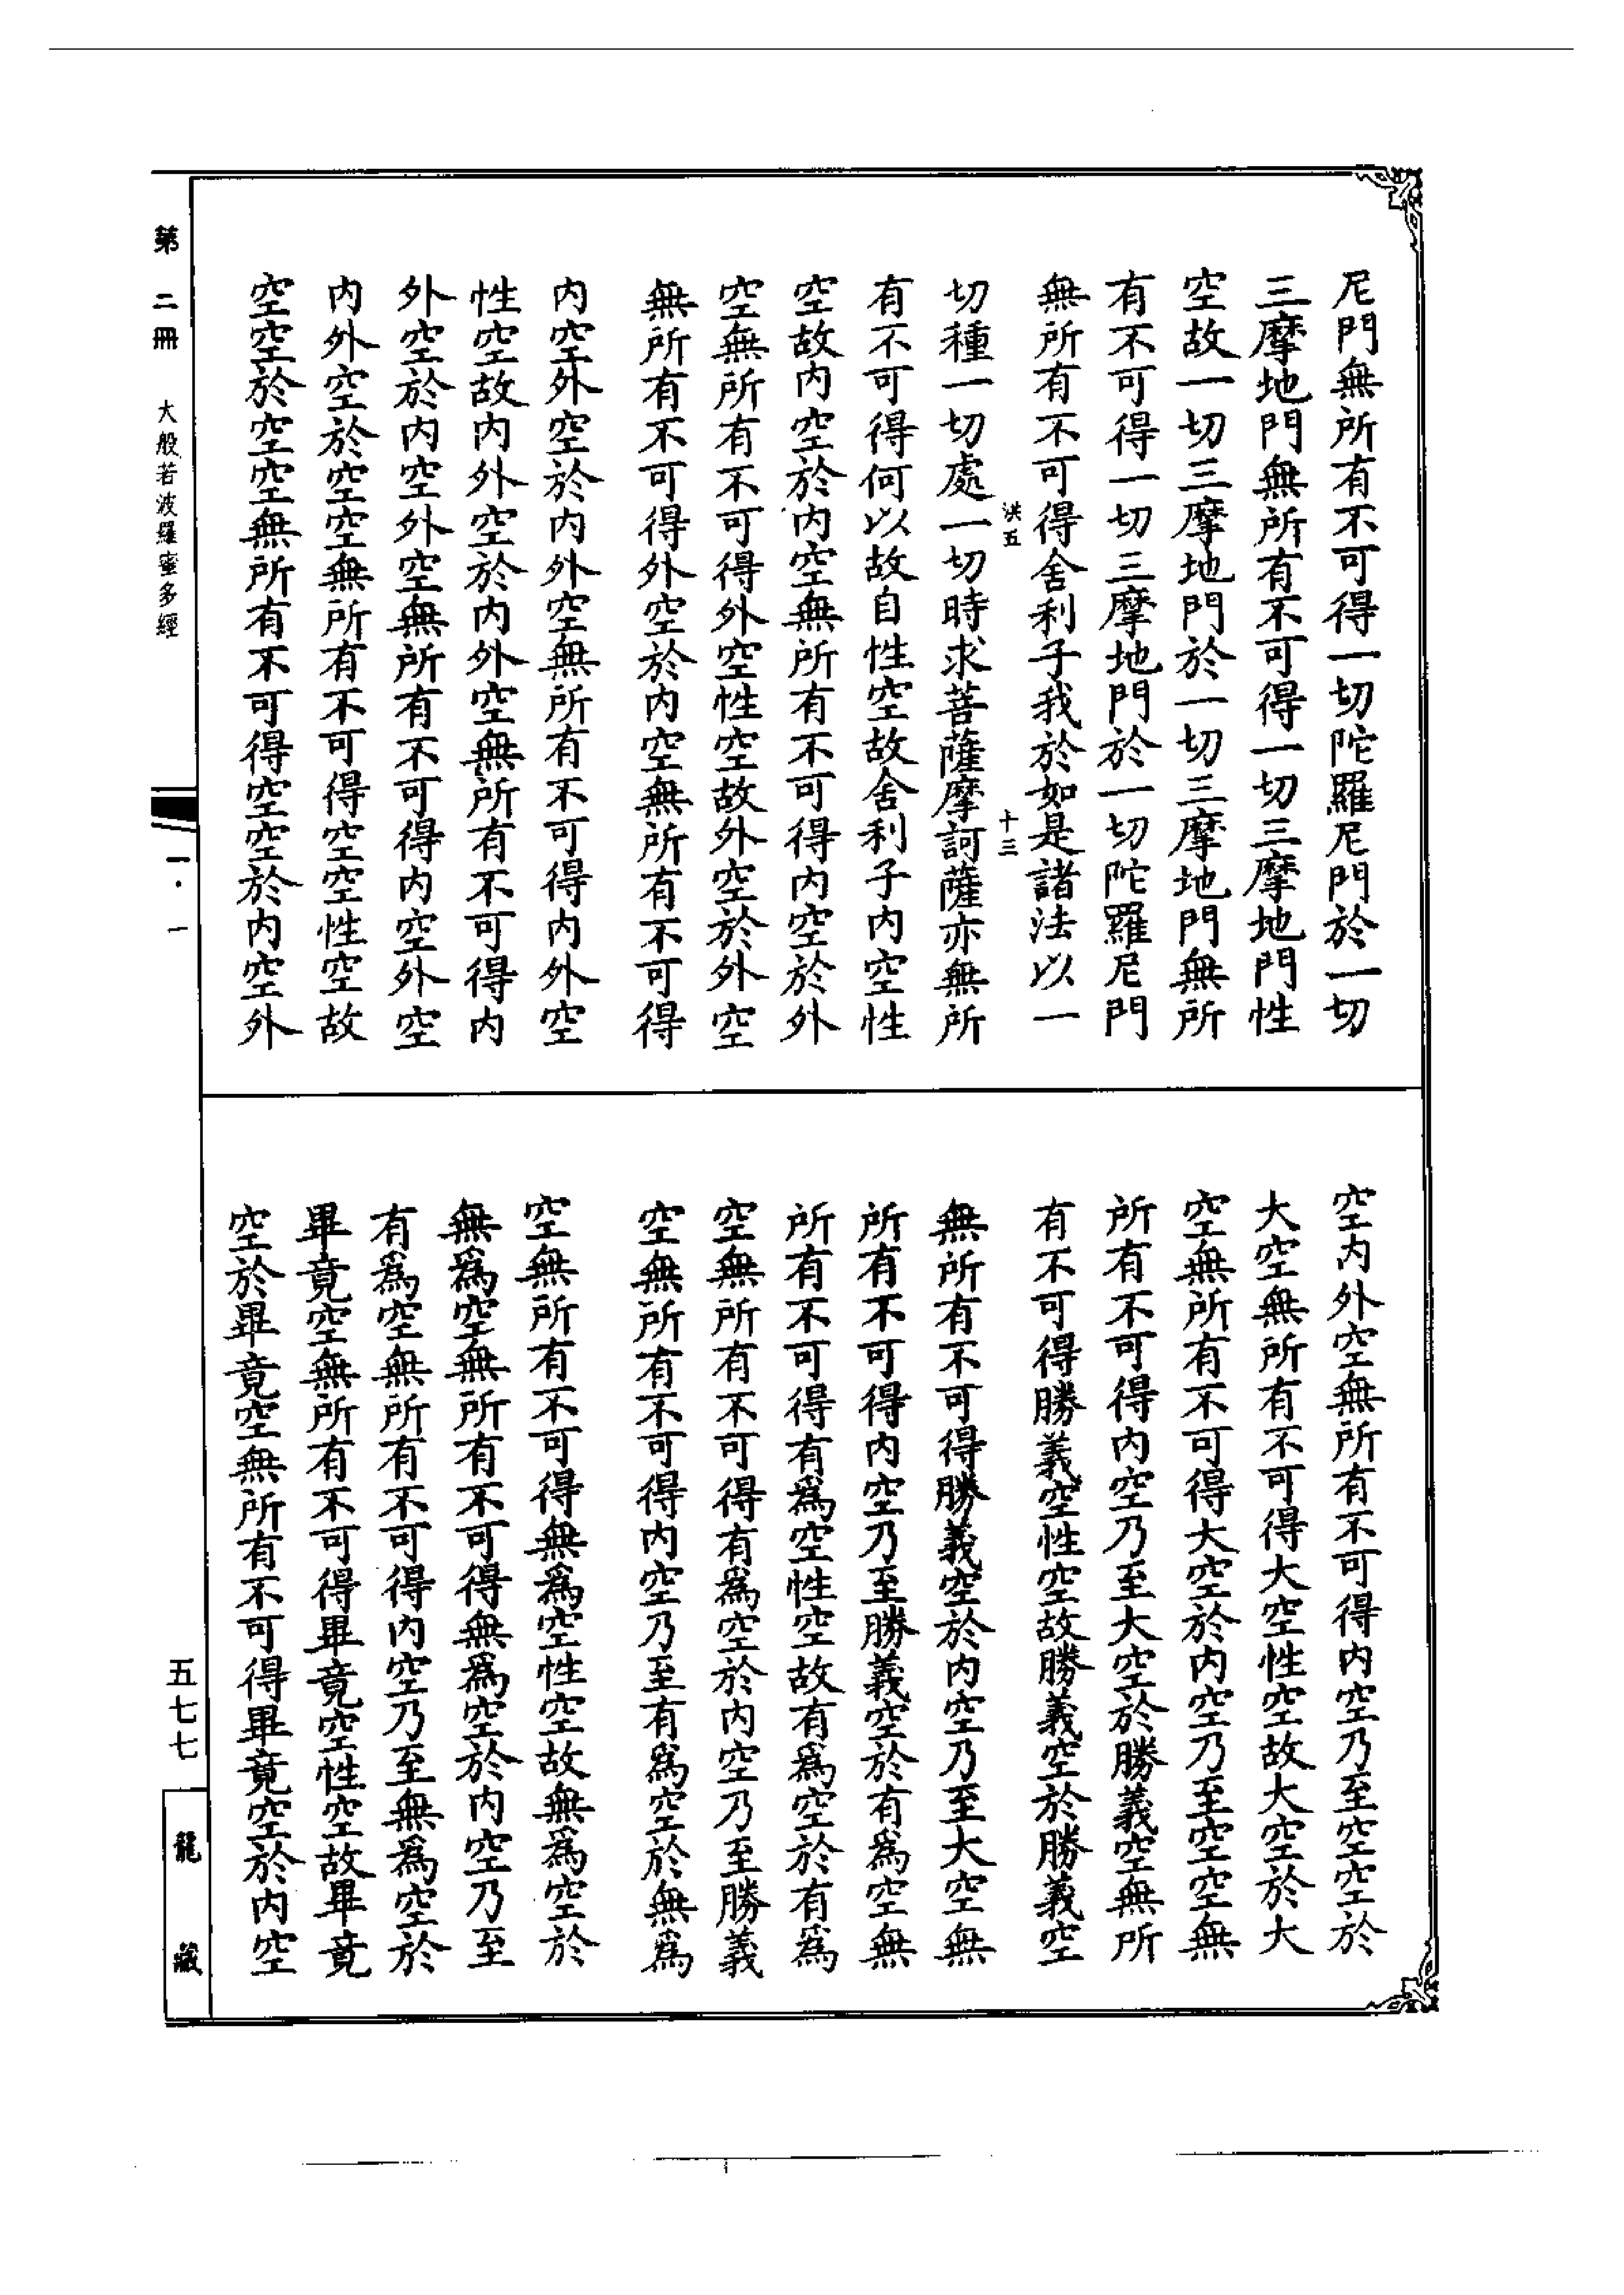 尼門無所有不可得一切陀羅尼門於一切
三摩地門無所有不可得一切三摩地門性
空故一切三摩地門於一切三摩地門無所
有不可得一切三摩地門於一切陀羅尼門
無所有不可得舍利子我於如是諸法以一
洪五 十三
切種一切處一切時求菩薩摩訶薩亦無所
有不可得何以故自性空故舍利子內空性
空故內空於內空無所有不可得內空於外
空無所有不可得外空性空故外空於外空
無所有不可得外空於內空無所有不可得
內空外空於內外空無所有不可得內外空
性空故內外空於內外空無所有不可得內
外空於內空外空無所有不可得內空外空
內外空於空空無所有不可得空空性空故
空空於空空無所有不可得空空於內空外
空內外空無所有不可得內空乃至空空於
大空無所有不可得大空性空故大空於大
空無所有不可得大空於內空乃至空空無
所有不可得內空乃至大空於勝義空無所
有不可得勝義空性空故勝義空於勝義空
無所有不可得勝義空於內空乃至大空無
所有不可得內空乃至勝義空於有為空無
所有不可得有為空性空故有為空於有為
空無所有不可得有為空於內空乃至勝義
空無所有不可得內空乃至有為空於無為
空無所有不可得無為空性空故無為空於
無為空無所有不可得無為空於內空乃至
有為空無所有不可得內空乃至無為空於
畢竟空無所有不可得畢竟空性空故畢竟
空於畢竟空無所有不可得畢竟空於內空
第二冊 大般若波羅蜜多經 一·一 五七七 龍藏